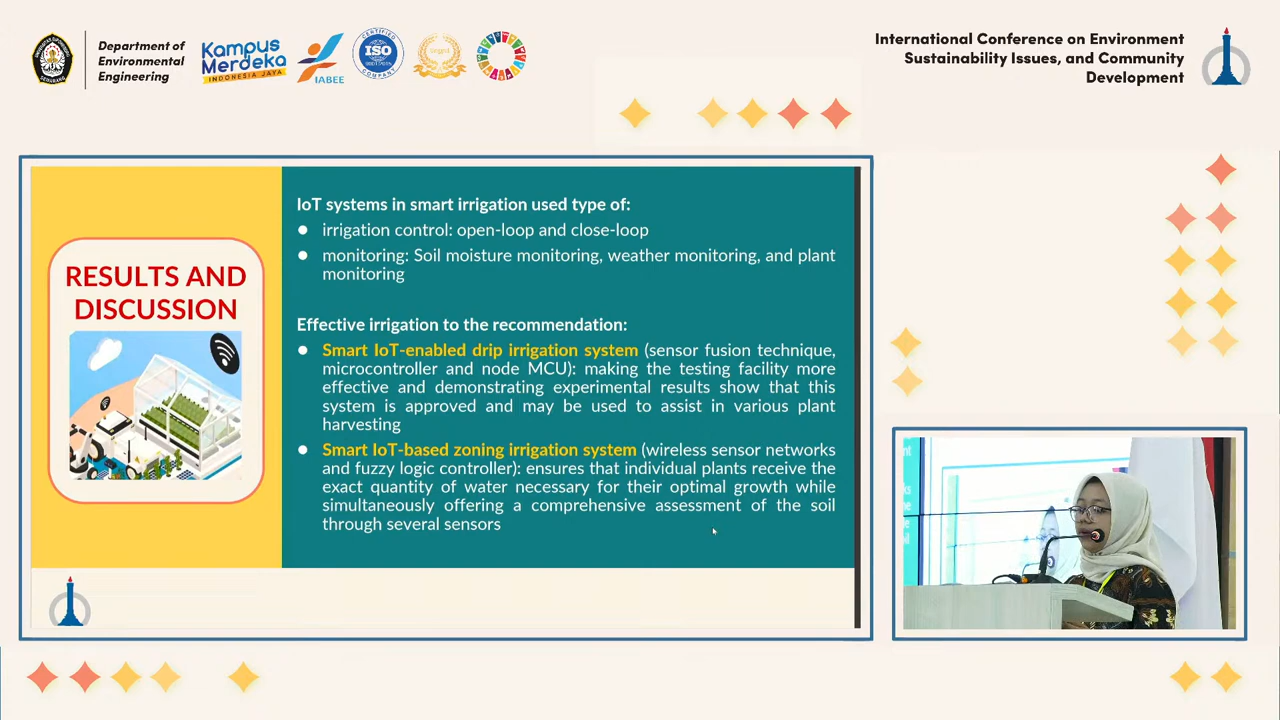 Department of
Environmental
Engineering
Kampus
Merdeka
INDONESIA JAYA
IABEE
CERTIFIED
ISO
COMPANY
International Conference on Environment
Sustainability Issues, and Community
Development
RESULTS AND
DISCUSSION
IoT systems in smart irrigation used type of:
● irrigation control: open-loop and close-loop
● monitoring: Soil moisture monitoring, weather monitoring, and plant
monitoring
Effective irrigation to the recommendation:
● Smart IoT-enabled drip irrigation system (sensor fusion technique,
microcontroller and node MCU): making the testing facility more
effective and demonstrating experimental results show that this
system is approved and may be used to assist in various plant
harvesting
● Smart IoT-based zoning irrigation system (wireless sensor networks
and fuzzy logic controller): ensures that individual plants receive the
exact quantity of water necessary for their optimal growth while
simultaneously offering a comprehensive assessment of the soil
through several sensors